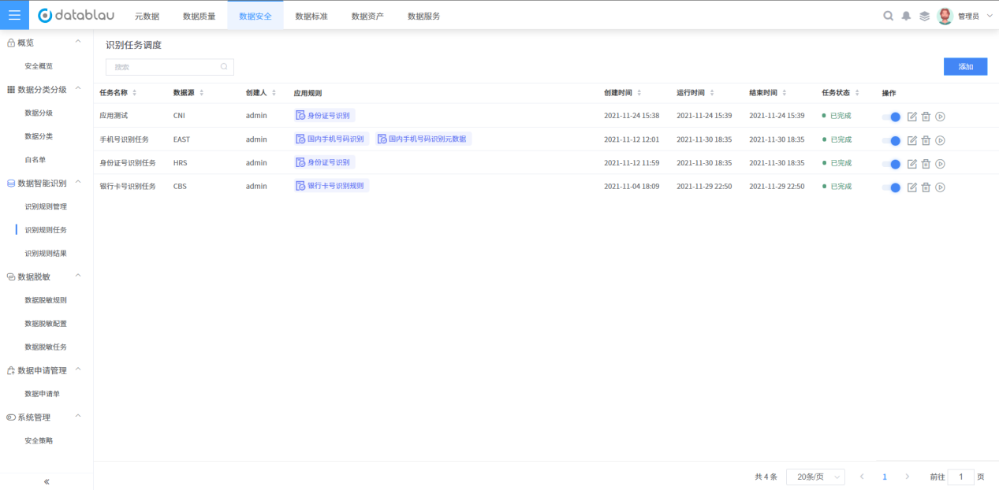 datablau 元数据 数据质量 数据安全 数据标准 数据资产 数据服务 管理员
概览
安全概览
数据分类分级
数据分级
数据分类
白名单
数据智能识别
识别规则管理
识别规则任务
识别规则结果
数据脱敏
数据脱敏规则
数据脱敏配置
数据脱敏任务
数据申请管理
数据申请单
系统管理
安全策略
«
识别任务调度
搜索
添加
任务名称 数据源 创建人 应用规则 创建时间 运行时间 结束时间 任务状态 操作
应用测试 CNI admin 身份证号识别 2021-11-24 15:38 2021-11-24 15:39 2021-11-24 15:39 已完成
手机号识别任务 EAST admin 国内手机号码识别 国内手机号码识别元数据 2021-11-12 12:01 2021-11-30 18:35 2021-11-30 18:35 已完成
身份证号识别任务 HRS admin 身份证号识别 2021-11-12 11:59 2021-11-30 18:35 2021-11-30 18:35 已完成
银行卡号识别任务 CBS admin 银行卡号识别规则 2021-11-04 18:09 2021-11-29 22:50 2021-11-29 22:50 已完成
共 4 条 20条/页 1 前往 1 页